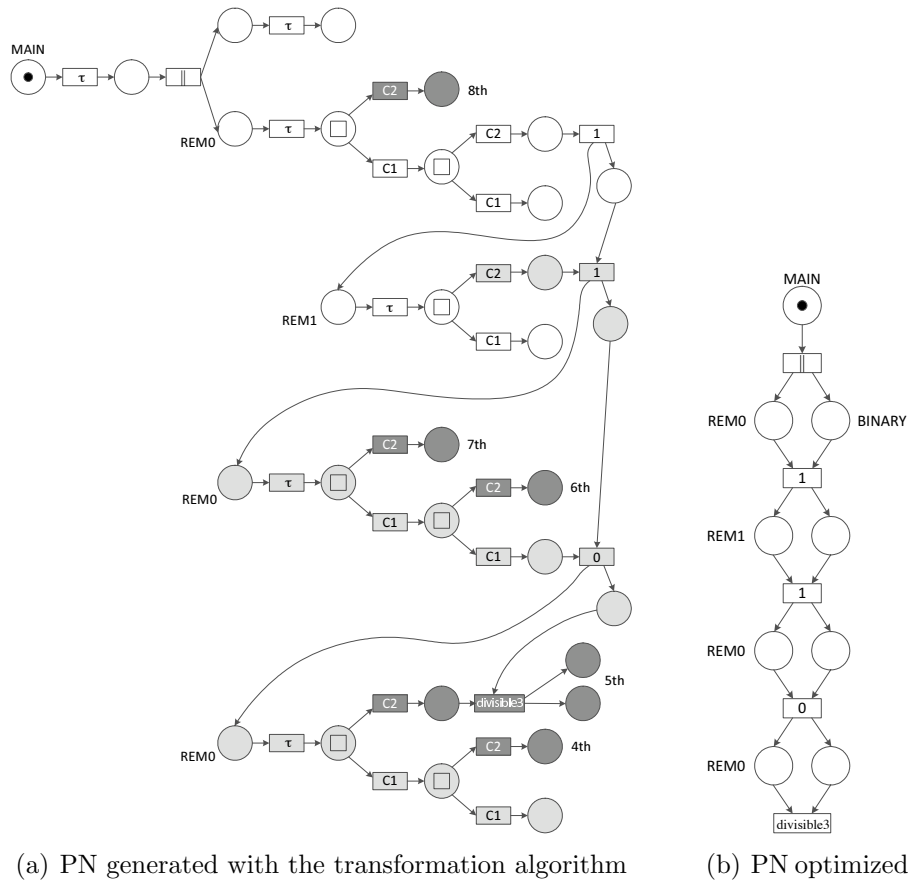 MAIN
τ
τ
||
REM0
τ
C2
8th
C1
C2
1
C1
REM1
τ
C2
1
C1
REM0
τ
C2
7th
C1
C2
6th
C1
0
REM0
τ
C2
divisible3
5th
C1
C2
4th
C1
(a) PN generated with the transformation algorithm
MAIN
||
REM0
BINARY
1
REM1
1
REM0
0
REM0
divisible3
(b) PN optimized